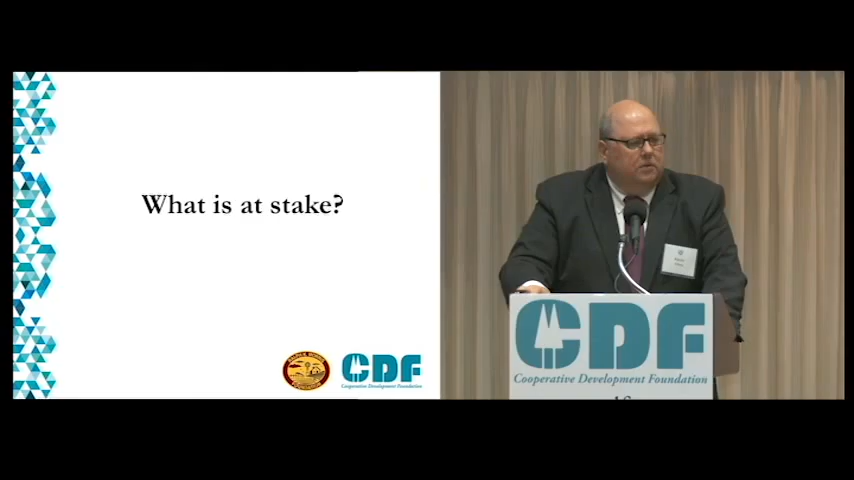 What is at stake?
CDF
Cooperative Development Foundation
CDF
Cooperative Development Foundation